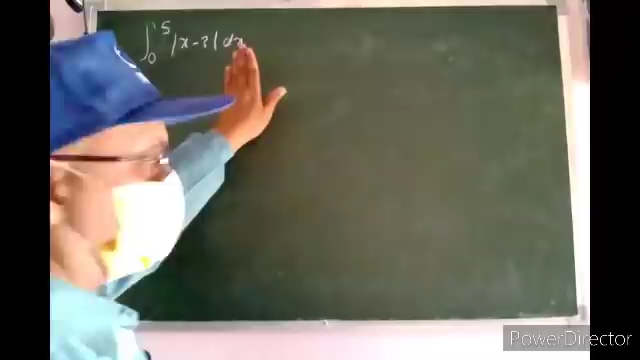 ∫₀⁵ |x-3| dx
PowerDirector